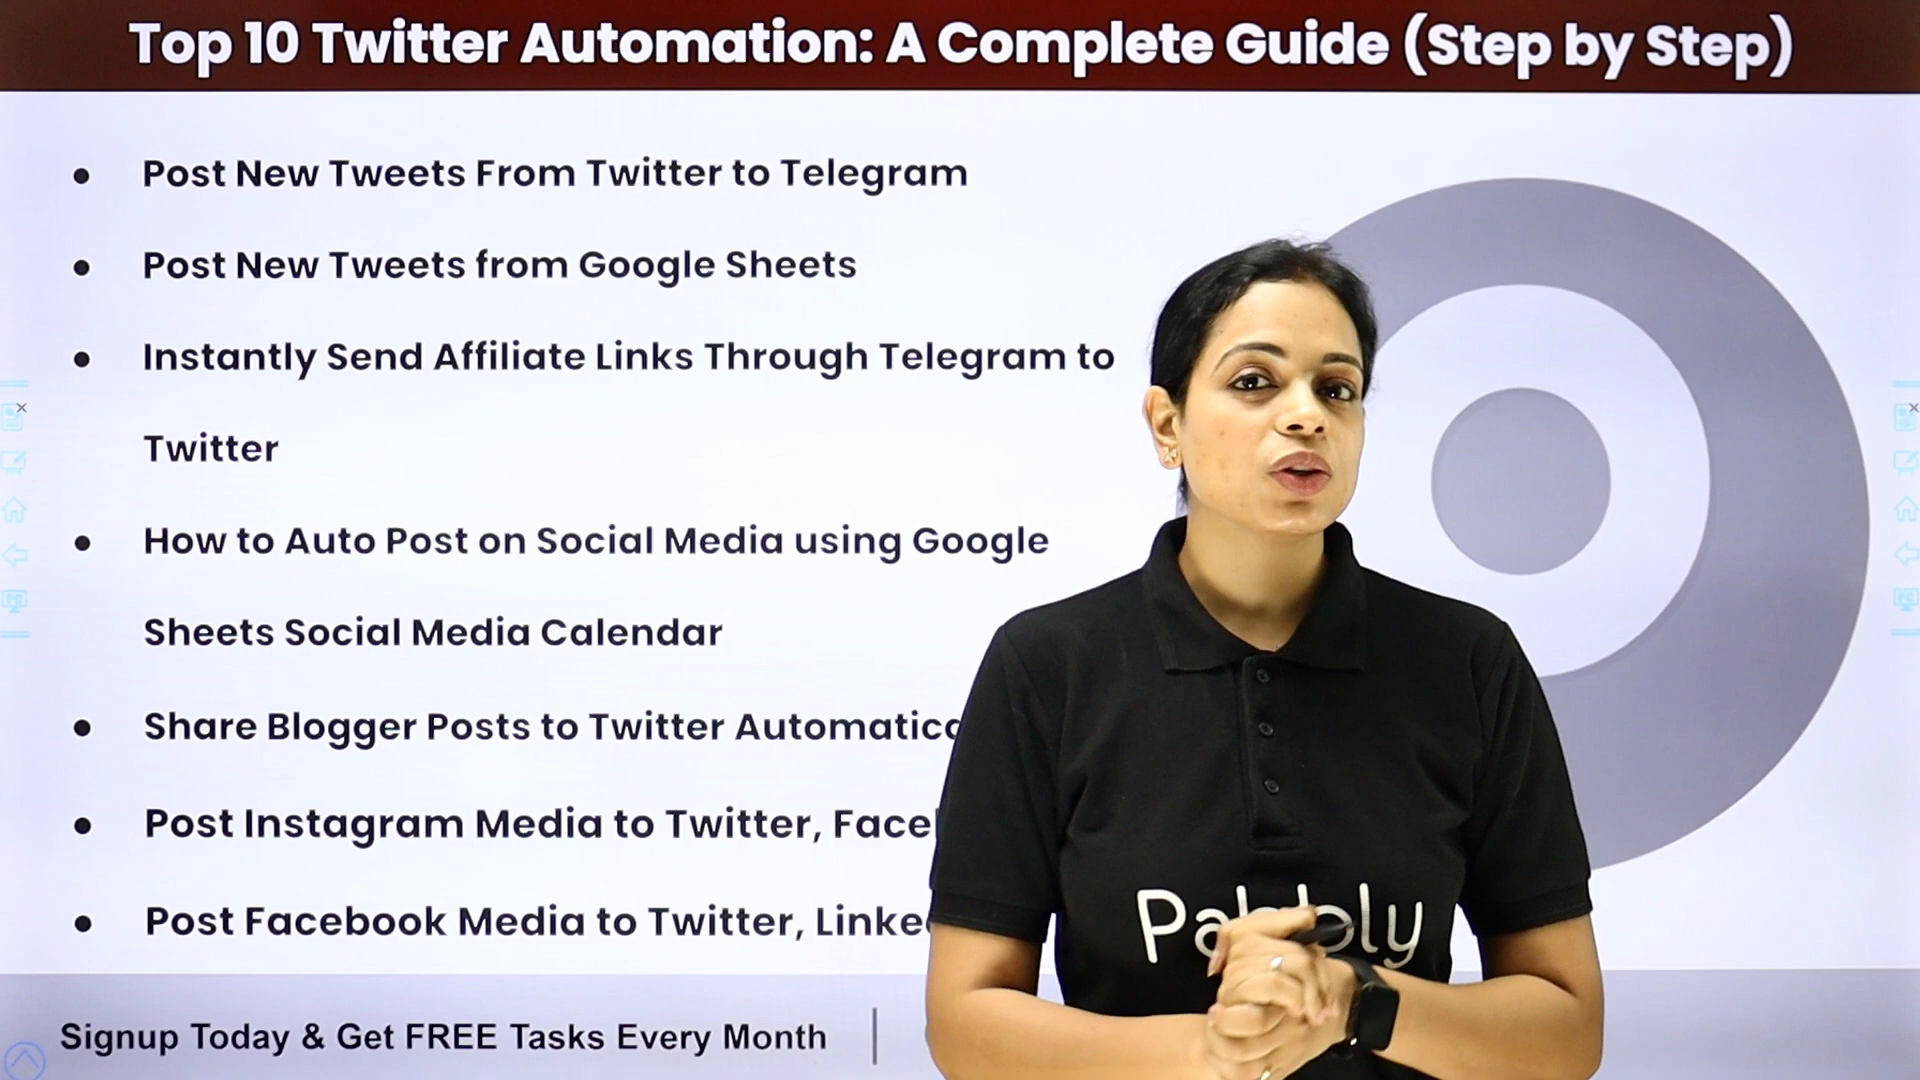 Top 10 Twitter Automation: A Complete Guide (Step by Step)
Post New Tweets From Twitter to Telegram
Post New Tweets from Google Sheets
Instantly Send Affiliate Links Through Telegram to
Twitter
How to Auto Post on Social Media using Google
Sheets Social Media Calendar
Share Blogger Posts to Twitter
Post Instagram Media to Twitter,
Post Facebook Media to Twitter,
Signup Today & Get FREE Tasks Every Month
Pabbly